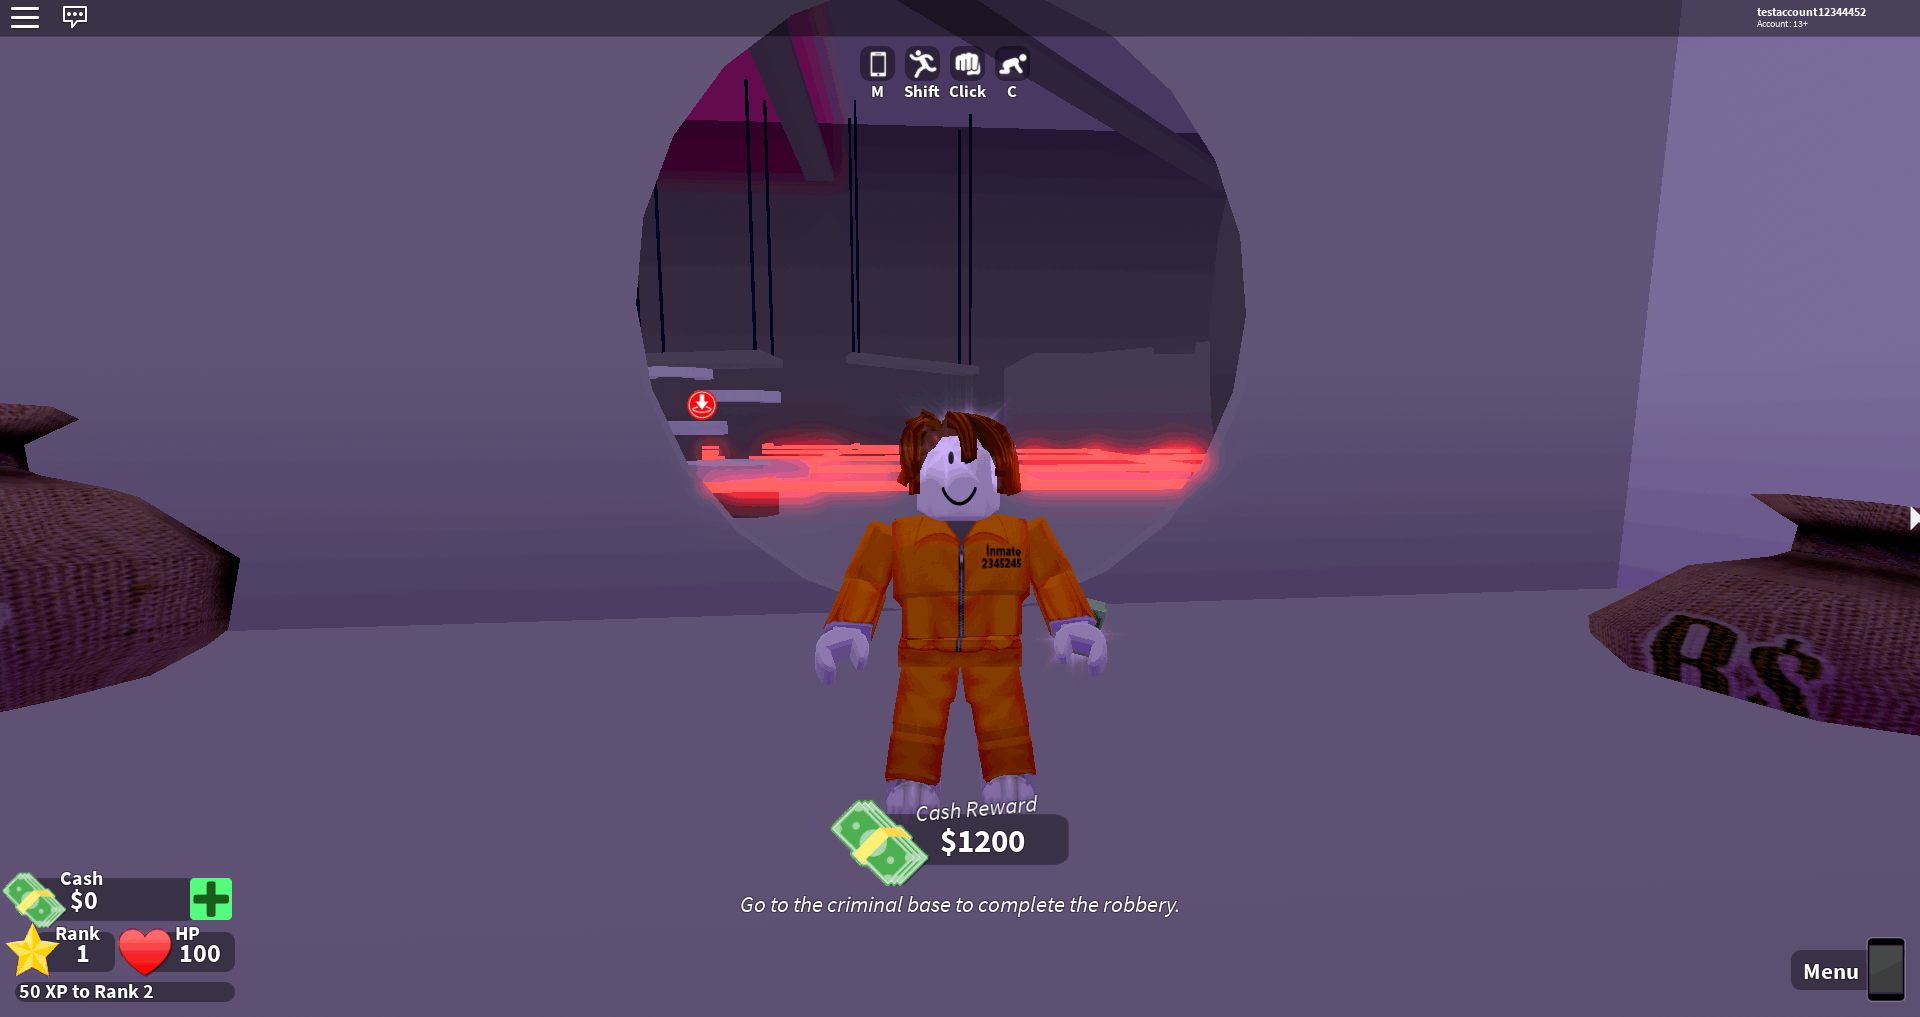 testaccount12344452
Account: 13+
M
Shift
Click
C
Inmate
2345245
B$
Cash Reward
$1200
Go to the criminal base to complete the robbery.
Cash
$0
Rank
1
HP
100
50 XP to Rank 2
Menu